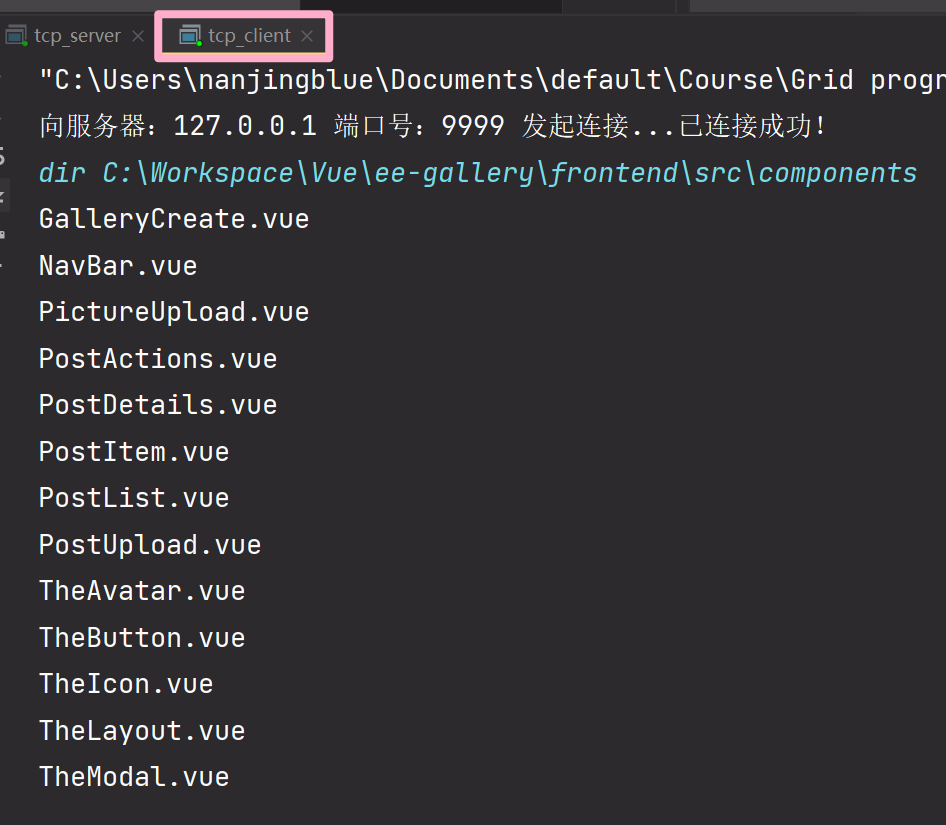 tcp_server
tcp_client
"C:\Users\nanjingblue\Documents\default\Course\Grid
向服务器：127.0.0.1 端口号：9999 发起连接...已连接成功！
dir C:\Workspace\Vue\ee-gallery\frontend\src\components
GalleryCreate.vue
NavBar.vue
PictureUpload.vue
PostActions.vue
PostDetails.vue
PostItem.vue
PostList.vue
PostUpload.vue
TheAvatar.vue
TheButton.vue
TheIcon.vue
TheLayout.vue
TheModal.vue